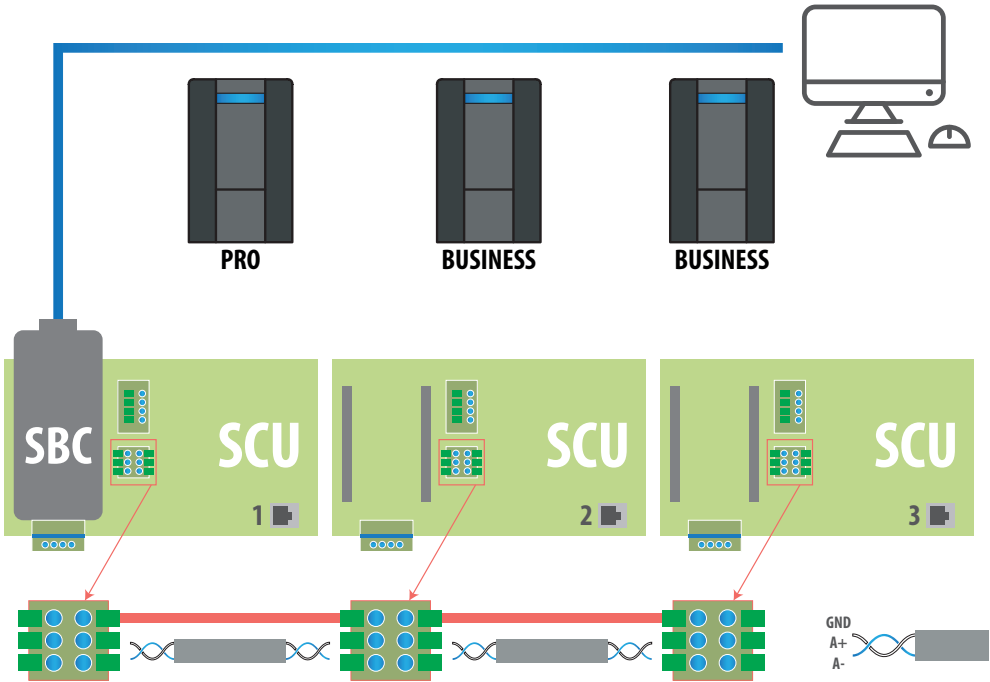 PRO
BUSINESS
BUSINESS
SBC
SCU
SCU
SCU
1
2
3
GND
A+
A-